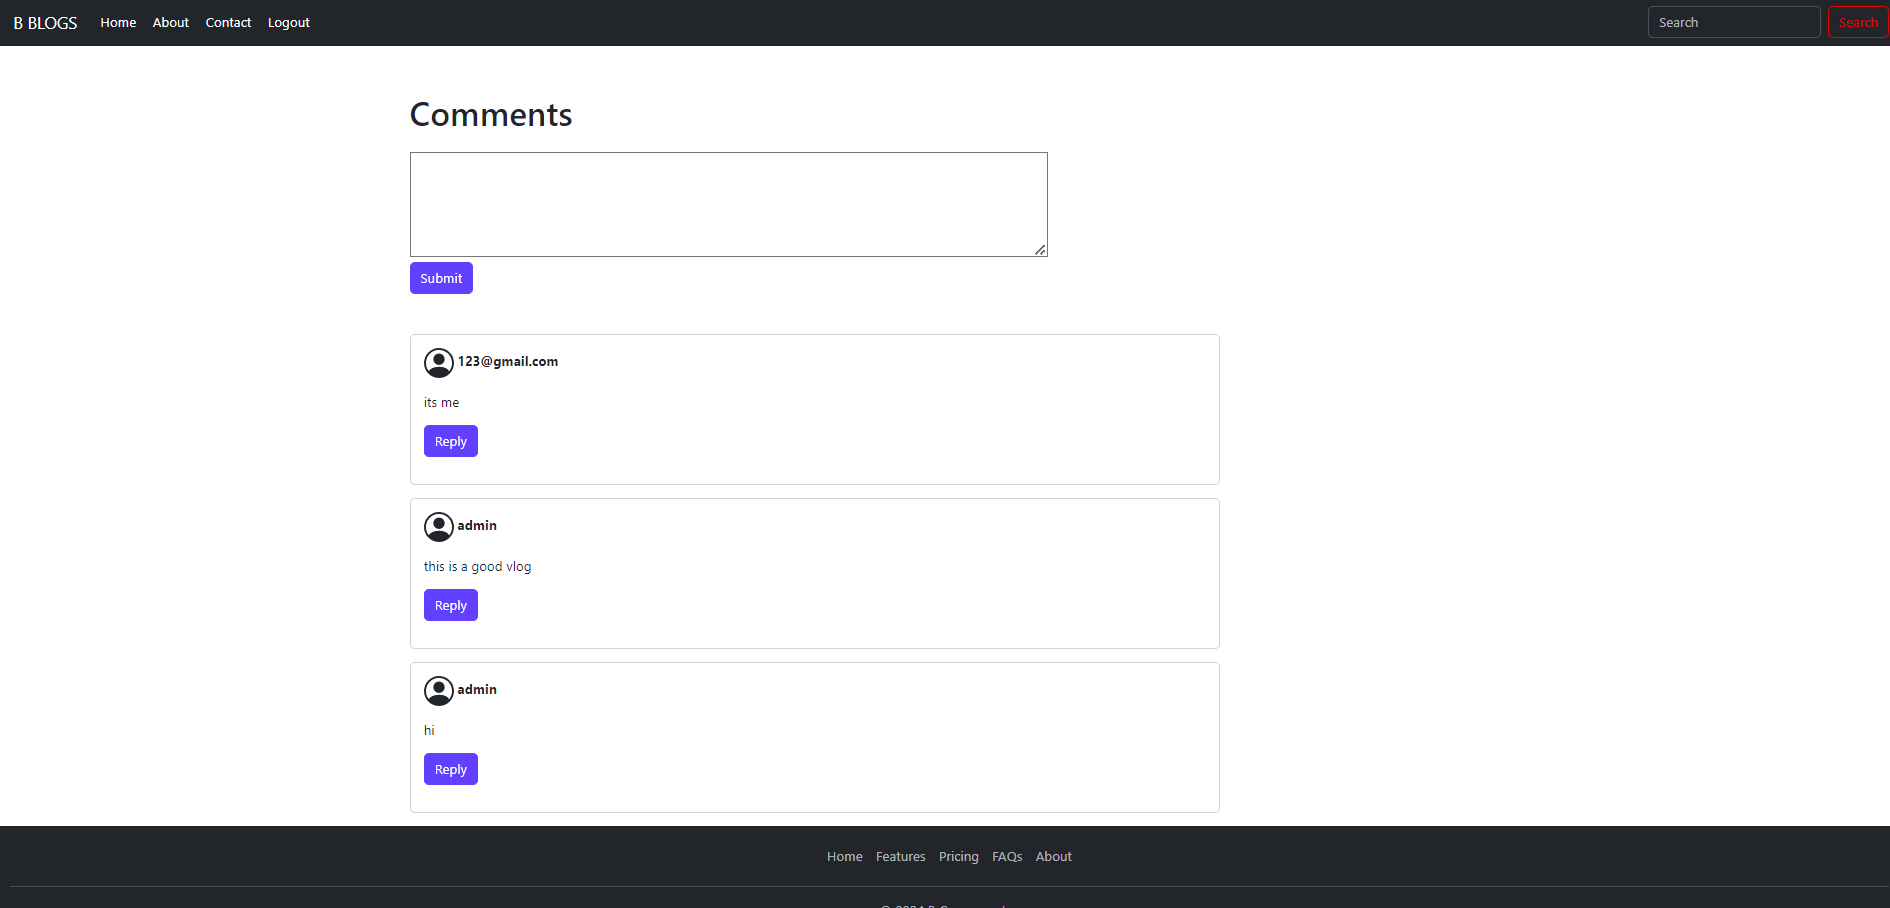 B BLOGS Home About Contact Logout Search Search
Comments
Submit
123@gmail.com
its me
Reply
admin
this is a good vlog
Reply
admin
hi
Reply
Home Features Pricing FAQs About